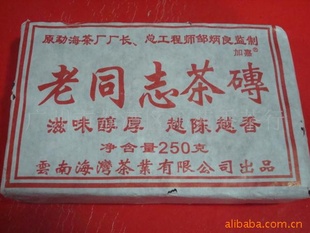 原勐海茶厂厂长、总工程师邹炳良监制
加嘉®
老同志茶磚
滋味醇厚 越陈越香
净含量250克
雲南海灣茶業有限公司出品
alibaba.com.cn